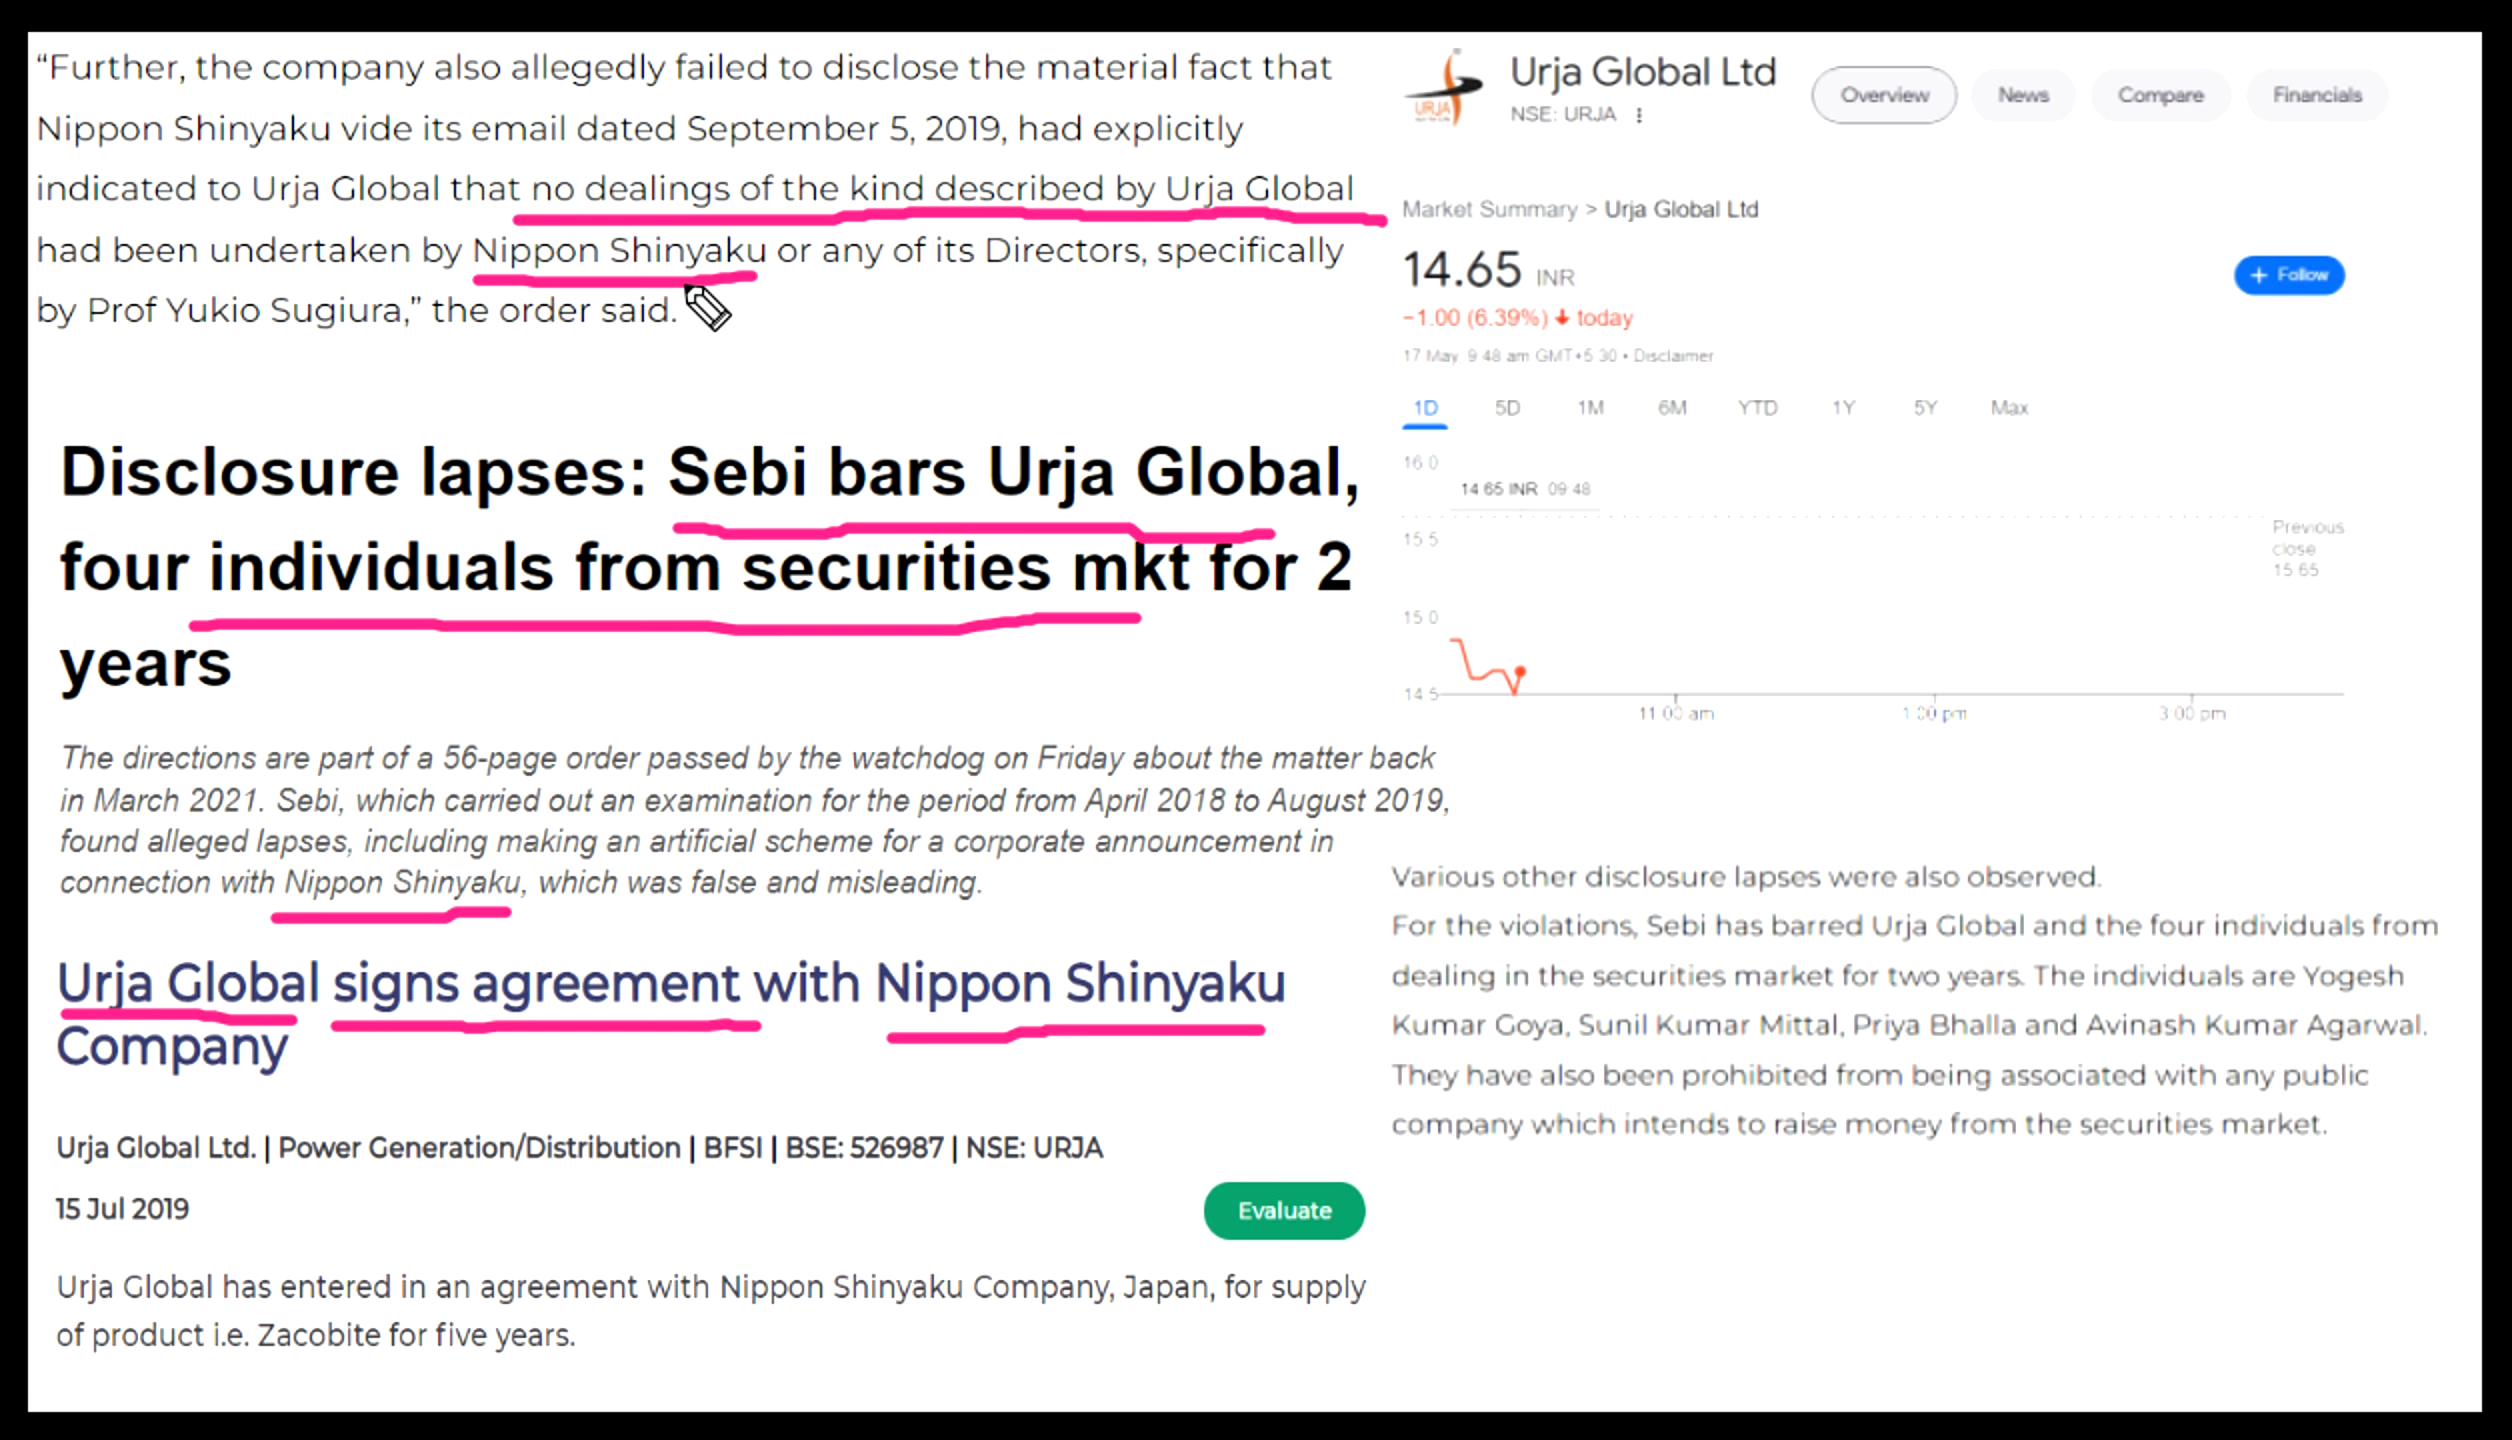 “Further, the company also allegedly failed to disclose the material fact that
Nippon Shinyaku vide its email dated September 5, 2019, had explicitly
indicated to Urja Global that no dealings of the kind described by Urja Global
had been undertaken by Nippon Shinyaku or any of its Directors, specifically
by Prof Yukio Sugiura,” the order said.
Disclosure lapses: Sebi bars Urja Global,
four individuals from securities mkt for 2
years
The directions are part of a 56-page order passed by the watchdog on Friday about the matter back
in March 2021. Sebi, which carried out an examination for the period from April 2018 to August 2019,
found alleged lapses, including making an artificial scheme for a corporate announcement in
connection with Nippon Shinyaku, which was false and misleading.
Urja Global signs agreement with Nippon Shinyaku
Company
Urja Global Ltd. | Power Generation/Distribution | BFSI | BSE: 526987 | NSE: URJA
15 Jul 2019
Evaluate
Urja Global has entered in an agreement with Nippon Shinyaku Company, Japan, for supply
of product i.e. Zacobite for five years.
URJA
Urja Global Ltd
NSE: URJA
Overview News Compare Financials
Market Summary > Urja Global Ltd
14.65 INR
+ Follow
−1.00 (6.39%) ↓ today
17 May 9 48 am GMT+5 30 • Disclaimer
1D 5D 1M 6M YTD 1Y 5Y Max
16 0
14 65 INR 09 48
15 5
Previous
close
15 65
15 0
14 5
11:00 am 1:00 pm 3:00 pm
Various other disclosure lapses were also observed.
For the violations, Sebi has barred Urja Global and the four individuals from
dealing in the securities market for two years. The individuals are Yogesh
Kumar Goya, Sunil Kumar Mittal, Priya Bhalla and Avinash Kumar Agarwal.
They have also been prohibited from being associated with any public
company which intends to raise money from the securities market.